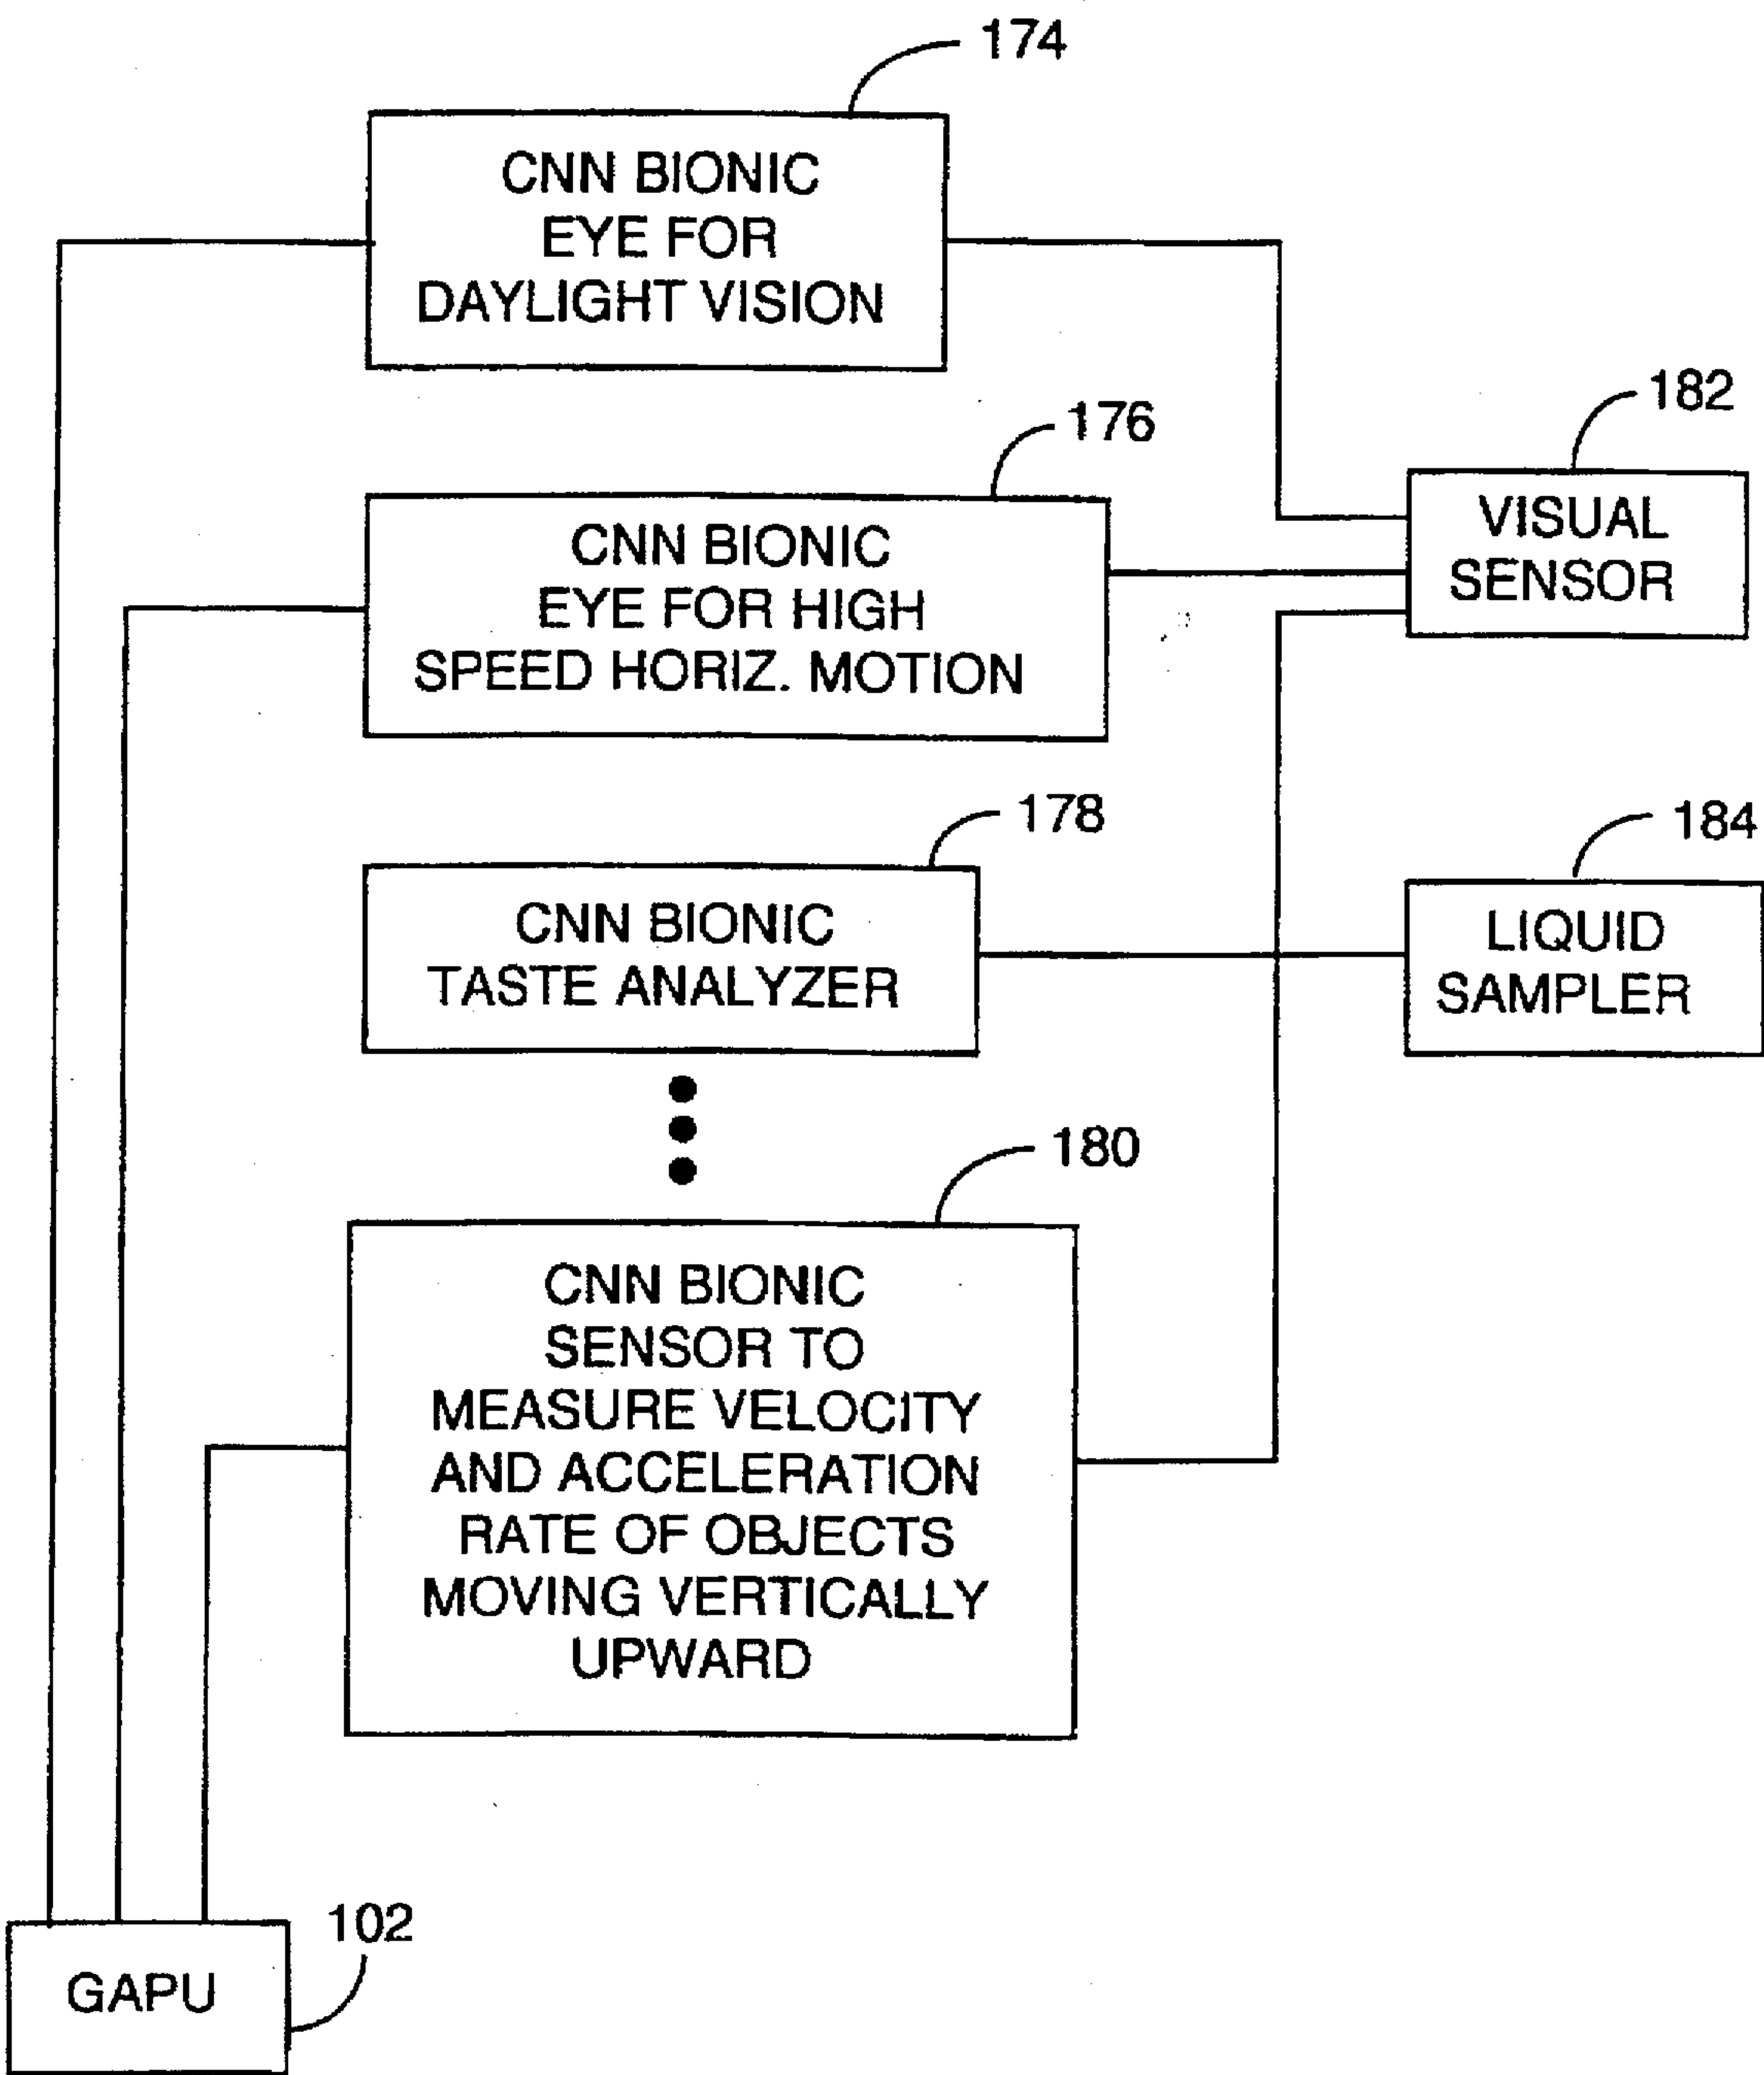 174
CNN BIONIC
EYE FOR
DAYLIGHT VISION
176
CNN BIONIC
EYE FOR HIGH
SPEED HORIZ. MOTION
182
VISUAL
SENSOR
178
CNN BIONIC
TASTE ANALYZER
184
LIQUID
SAMPLER
180
CNN BIONIC
SENSOR TO
MEASURE VELOCITY
AND ACCELERATION
RATE OF OBJECTS
MOVING VERTICALLY
UPWARD
102
GAPU